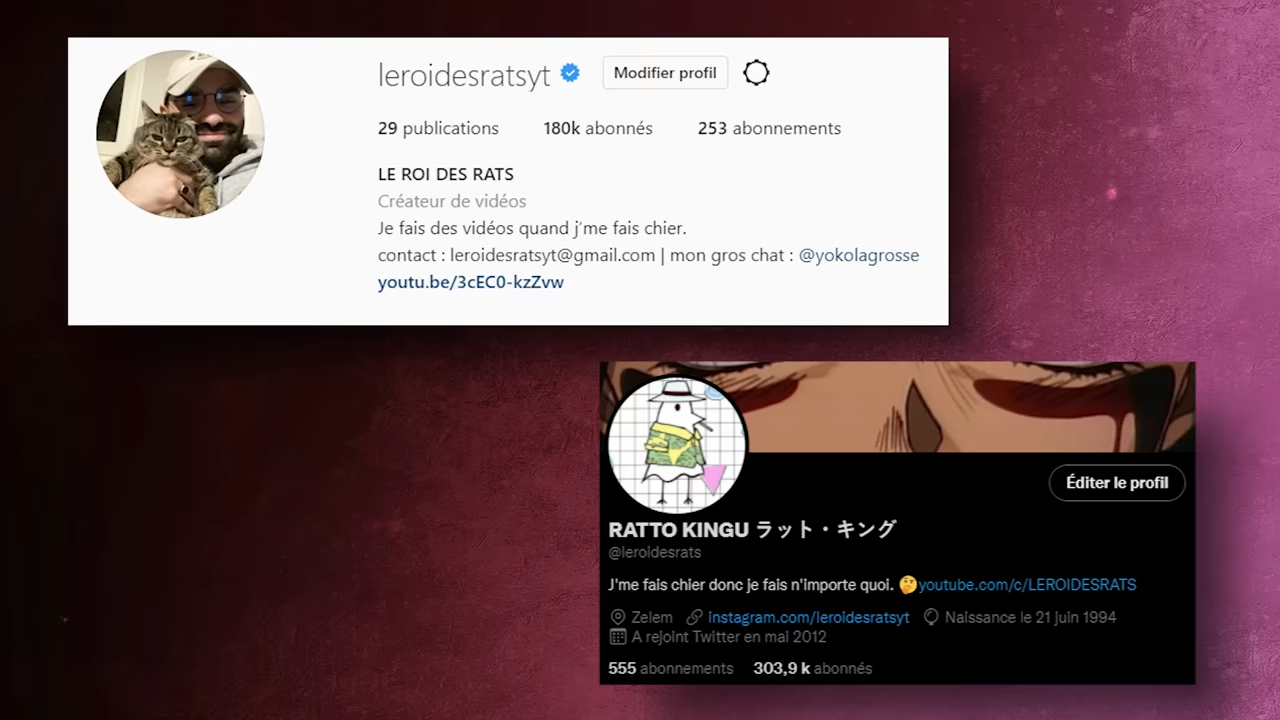 leroidesratsyt Modifier profil
29 publications 180k abonnés 253 abonnements
LE ROI DES RATS
Créateur de vidéos
Je fais des vidéos quand j'me fais chier.
contact : leroidesratsyt@gmail.com | mon gros chat : @yokolagrosse
youtu.be/3cEC0-kzZvw
Éditer le profil
RATTO KINGU ラット・キング
@leroidesrats
J'me fais chier donc je fais n'importe quoi. 🤔youtube.com/c/LEROIDESRATS
Zelem instagram.com/leroidesratsyt Naissance le 21 juin 1994
A rejoint Twitter en mai 2012
555 abonnements 303,9 k abonnés